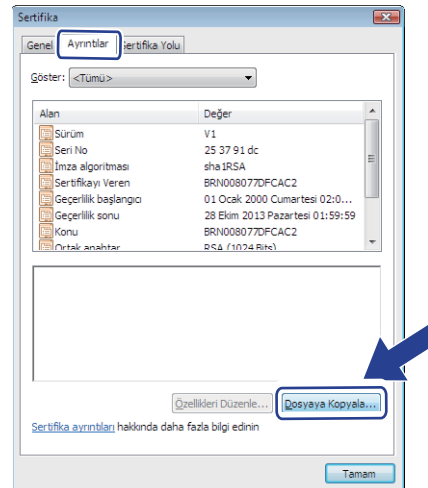 Sertifika
Genel Ayrıntılar Sertifika Yolu
Göster: <Tümü>
Alan Değer
Sürüm V1
Seri No 25 37 91 dc
İmza algoritması sha1RSA
Sertifikayı Veren BRN008077DFCAC2
Geçerlilik başlangıcı 01 Ocak 2000 Cumartesi 02:0...
Geçerlilik sonu 28 Ekim 2013 Pazartesi 01:59:59
Konu BRN008077DFCAC2
Ortak anahtar RSA (1024 Bits)
Özellikleri Düzenle... Dosyaya Kopyala...
Sertifika ayrıntıları hakkında daha fazla bilgi edinin
Tamam